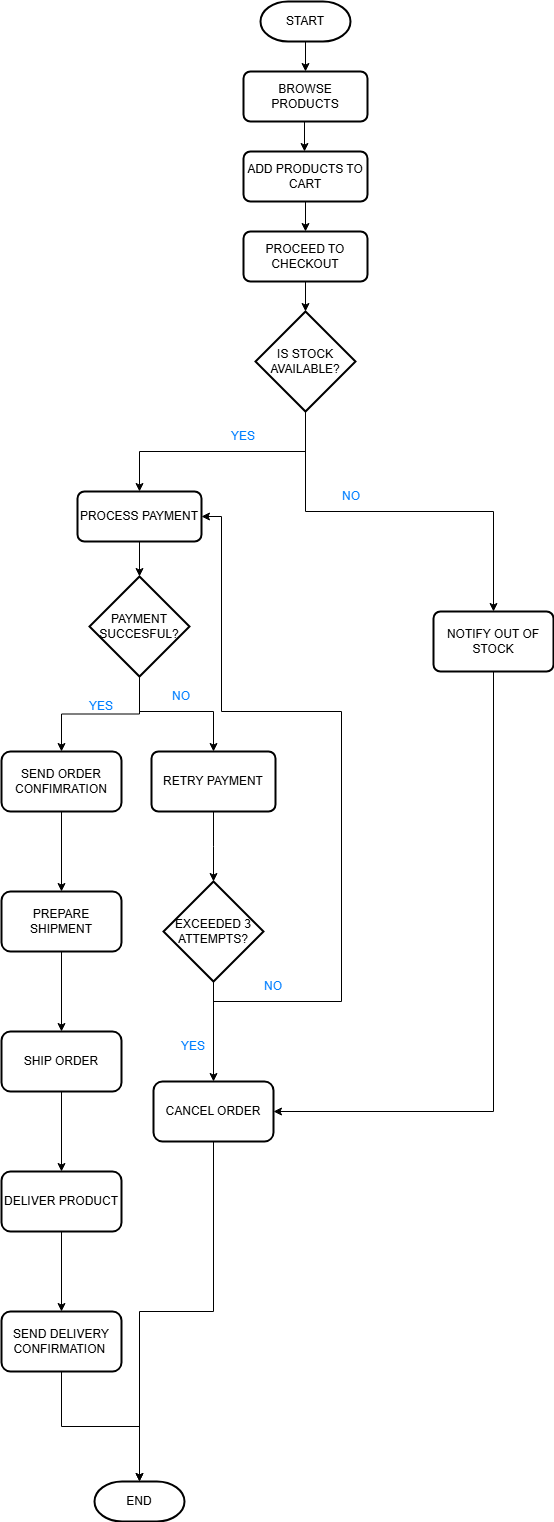 START
BROWSE
PRODUCTS
ADD PRODUCTS TO
CART
PROCEED TO
CHECKOUT
IS STOCK
AVAILABLE?
YES
NO
PROCESS PAYMENT
PAYMENT
SUCCESFUL?
NOTIFY OUT OF
STOCK
YES
NO
SEND ORDER
CONFIMRATION
RETRY PAYMENT
PREPARE
SHIPMENT
EXCEEDED 3
ATTEMPTS?
NO
YES
SHIP ORDER
CANCEL ORDER
DELIVER PRODUCT
SEND DELIVERY
CONFIRMATION
END